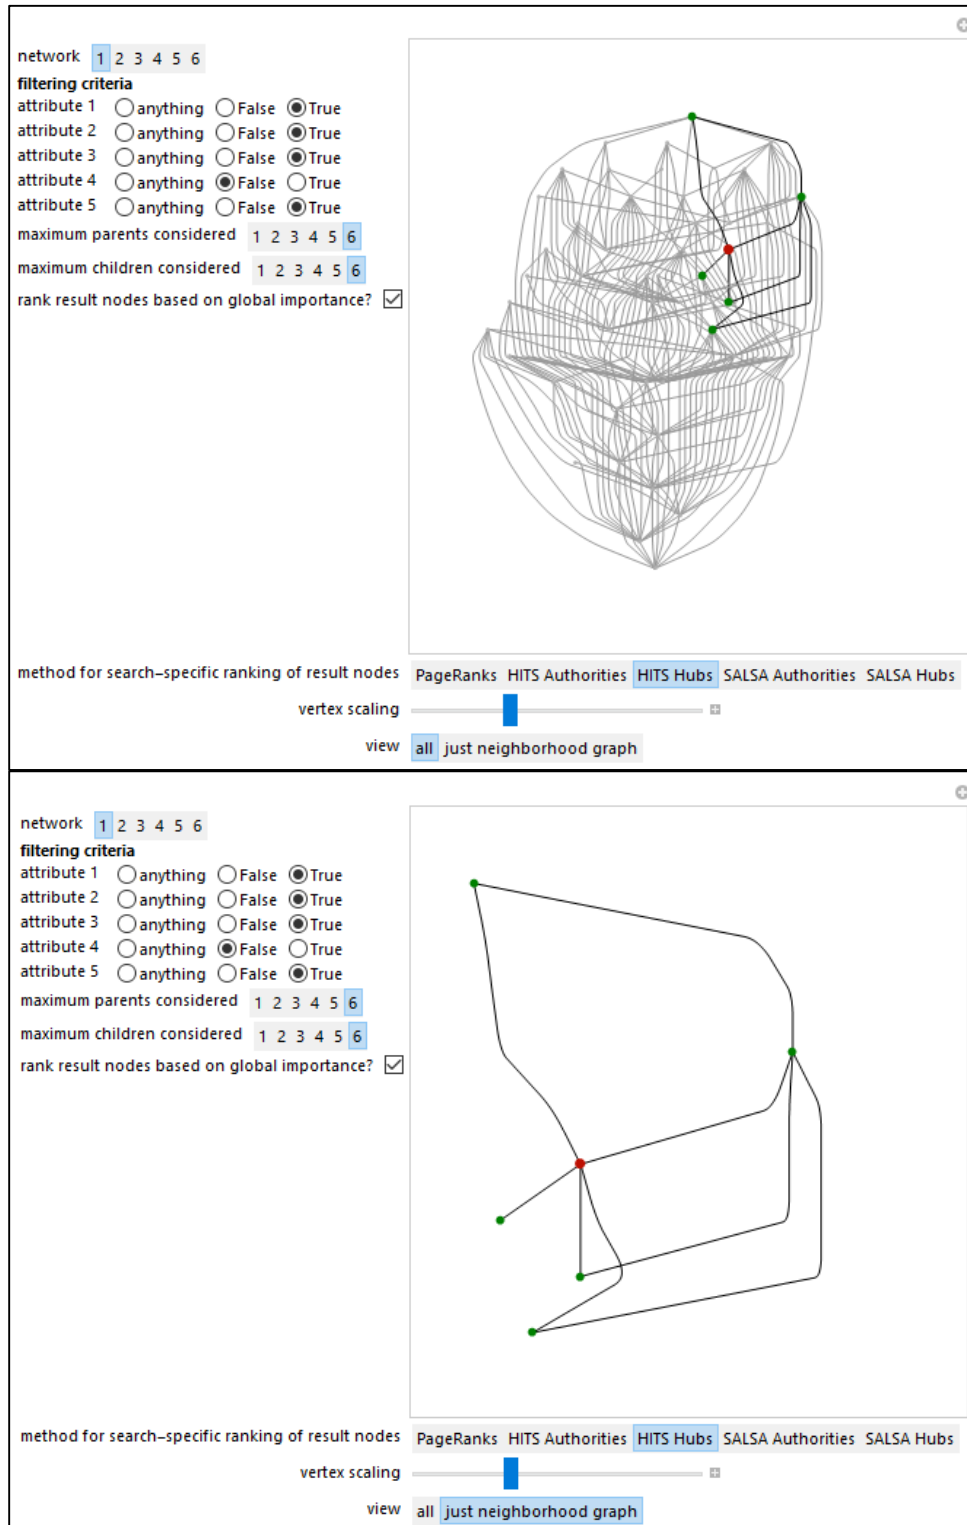 network 1 2 3 4 5 6
filtering criteria
attribute 1 anything False True
attribute 2 anything False True
attribute 3 anything False True
attribute 4 anything False True
attribute 5 anything False True
maximum parents considered 1 2 3 4 5 6
maximum children considered 1 2 3 4 5 6
rank result nodes based on global importance?
method for search-specific ranking of result nodes PageRanks HITS Authorities HITS Hubs SALSA Authorities SALSA Hubs
vertex scaling
view all just neighborhood graph
network 1 2 3 4 5 6
filtering criteria
attribute 1 anything False True
attribute 2 anything False True
attribute 3 anything False True
attribute 4 anything False True
attribute 5 anything False True
maximum parents considered 1 2 3 4 5 6
maximum children considered 1 2 3 4 5 6
rank result nodes based on global importance?
method for search-specific ranking of result nodes PageRanks HITS Authorities HITS Hubs SALSA Authorities SALSA Hubs
vertex scaling
view all just neighborhood graph